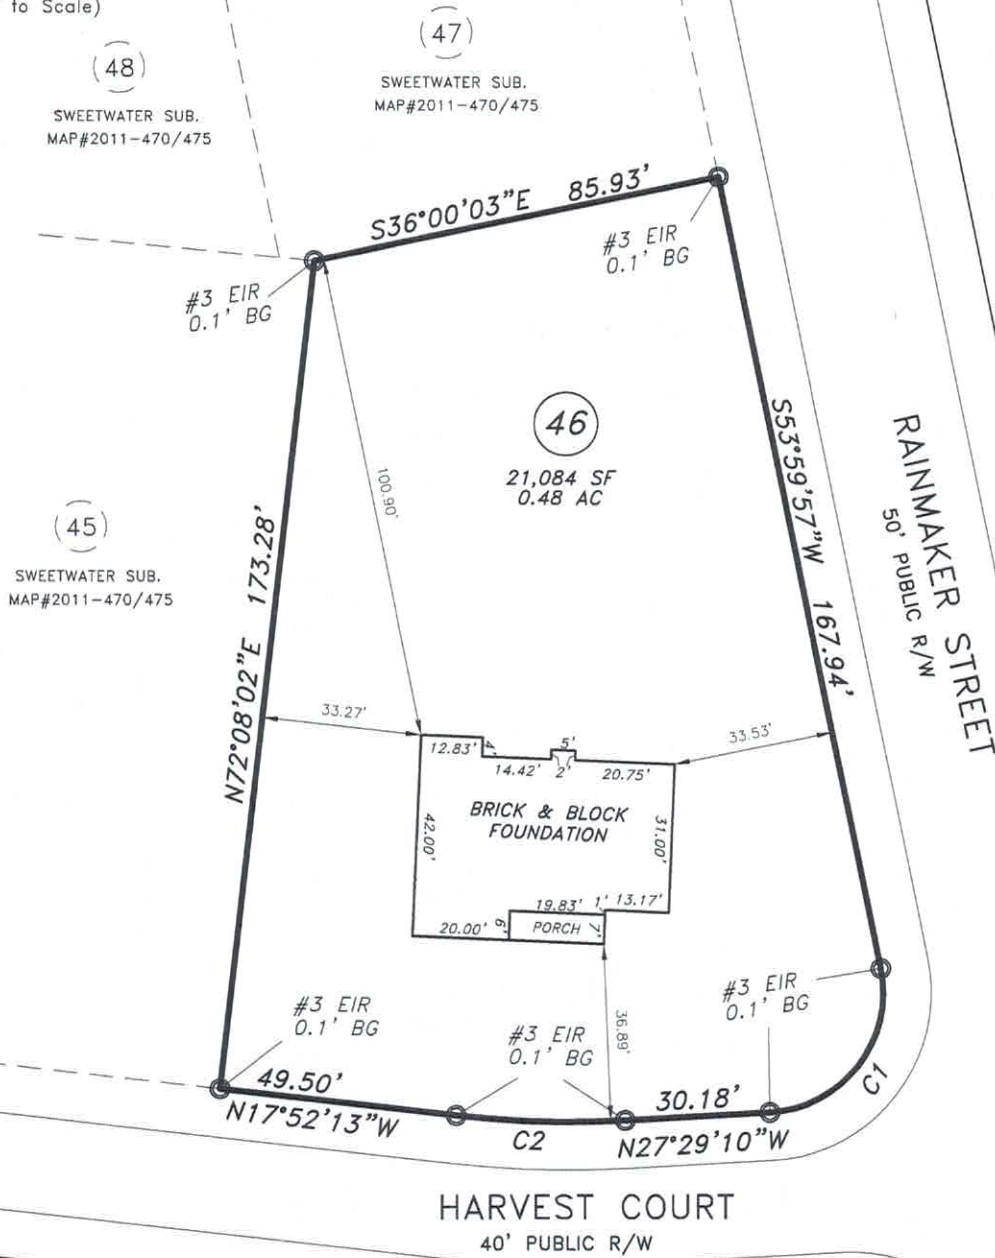 to Scale)
48
SWEETWATER SUB.
MAP#2011-470/475
47
SWEETWATER SUB.
MAP#2011-470/475
S36°00'03"E 85.93'
#3 EIR
0.1' BG
#3 EIR
0.1' BG
46
21,084 SF
0.48 AC
100.90'
S53°59'57"W 167.94'
RAINMAKER STREET
50' PUBLIC R/W
45
SWEETWATER SUB.
MAP#2011-470/475
N72°08'02"E 173.28'
33.27'
33.53'
12.83'
4'
14.42'
5'
2'
20.75'
BRICK & BLOCK
FOUNDATION
42.00'
31.00'
19.83'
1'
13.17'
20.00'
6'
PORCH
7'
36.89'
#3 EIR
0.1' BG
#3 EIR
0.1' BG
#3 EIR
0.1' BG
49.50'
N17°52'13"W
C2
30.18'
N27°29'10"W
C1
HARVEST COURT
40' PUBLIC R/W